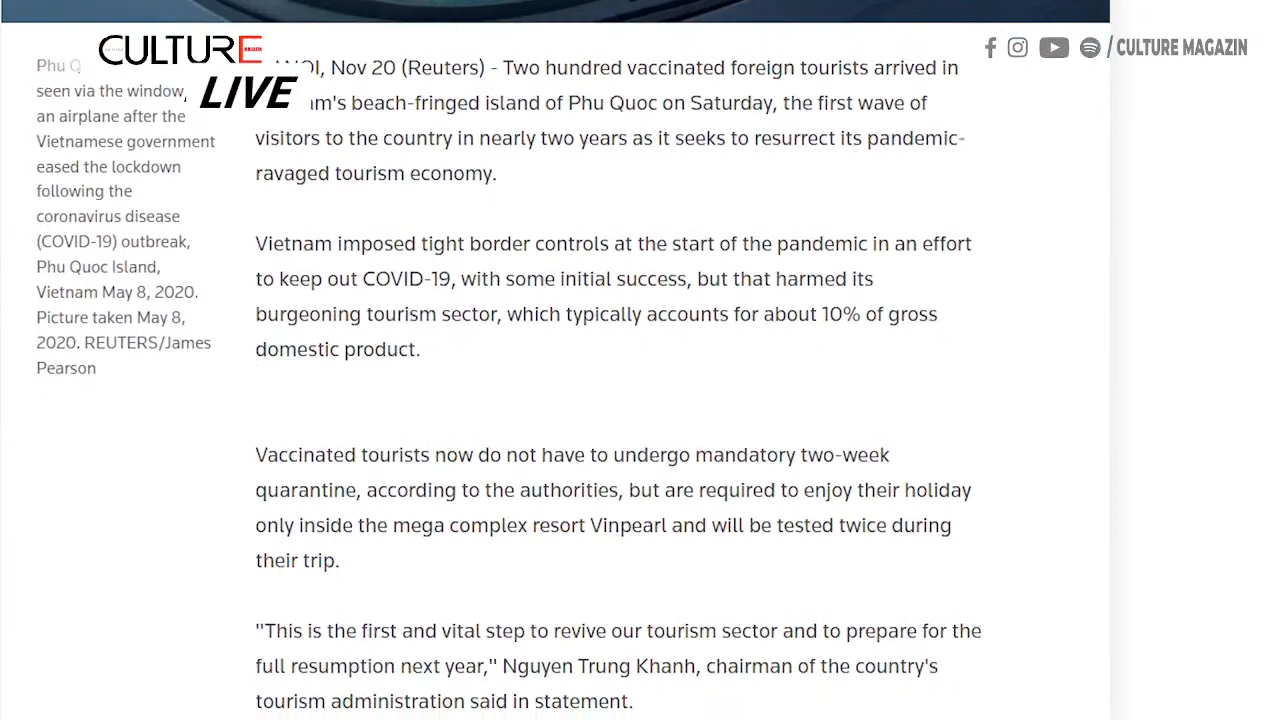 CULTURE
MAGAZIN
LIVE
/ CULTURE MAGAZIN
Phu
seen via the window,
an airplane after the
Vietnamese government
eased the lockdown
following the
coronavirus disease
(COVID-19) outbreak,
Phu Quoc Island,
Vietnam May 8, 2020.
Picture taken May 8,
2020. REUTERS/James
Pearson
Nov 20 (Reuters) - Two hundred vaccinated foreign tourists arrived in
beach-fringed island of Phu Quoc on Saturday, the first wave of
visitors to the country in nearly two years as it seeks to resurrect its pandemic-
ravaged tourism economy.
Vietnam imposed tight border controls at the start of the pandemic in an effort
to keep out COVID-19, with some initial success, but that harmed its
burgeoning tourism sector, which typically accounts for about 10% of gross
domestic product.
Vaccinated tourists now do not have to undergo mandatory two-week
quarantine, according to the authorities, but are required to enjoy their holiday
only inside the mega complex resort Vinpearl and will be tested twice during
their trip.
"This is the first and vital step to revive our tourism sector and to prepare for the
full resumption next year," Nguyen Trung Khanh, chairman of the country's
tourism administration said in statement.